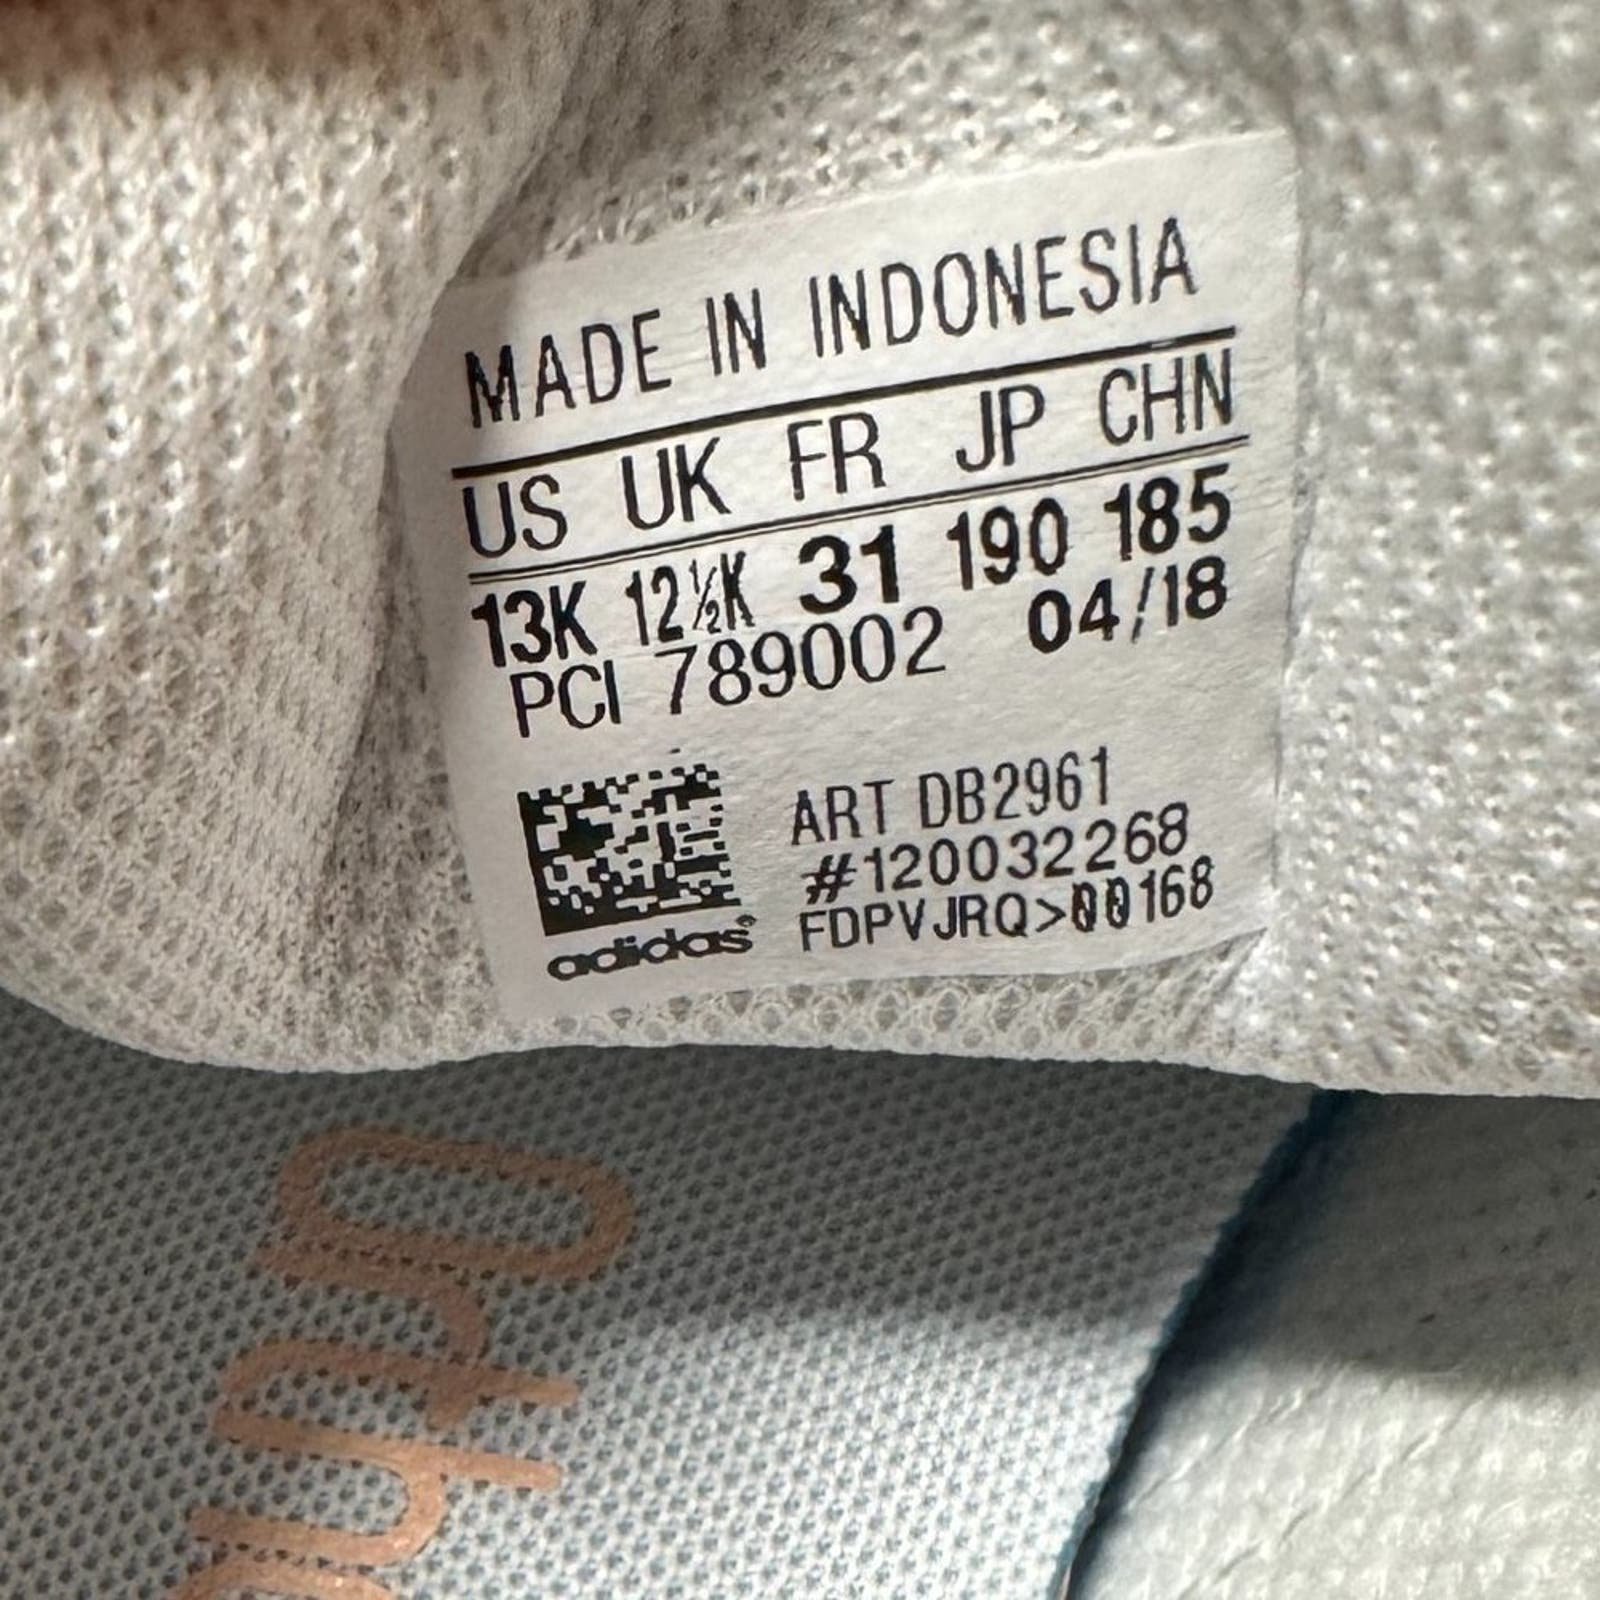 MADE IN INDONESIA
US UK FR JP CHN
13K 12½K 31 190 185
PCI 789002 04/18
ART DB2961
#120032268
FDPVJRQ>00168
adidas®
Ortho